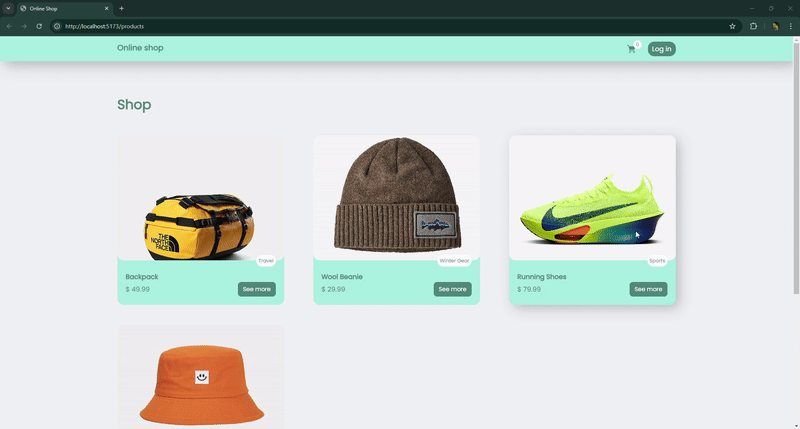 Online Shop
http://localhost:5173/products
Online shop
0
Log in
Shop
THE
NORTH
FACE
Travel
Winter Gear
Sports
Backpack
$ 49.99
See more
Wool Beanie
$ 29.99
See more
Running Shoes
$ 79.99
See more